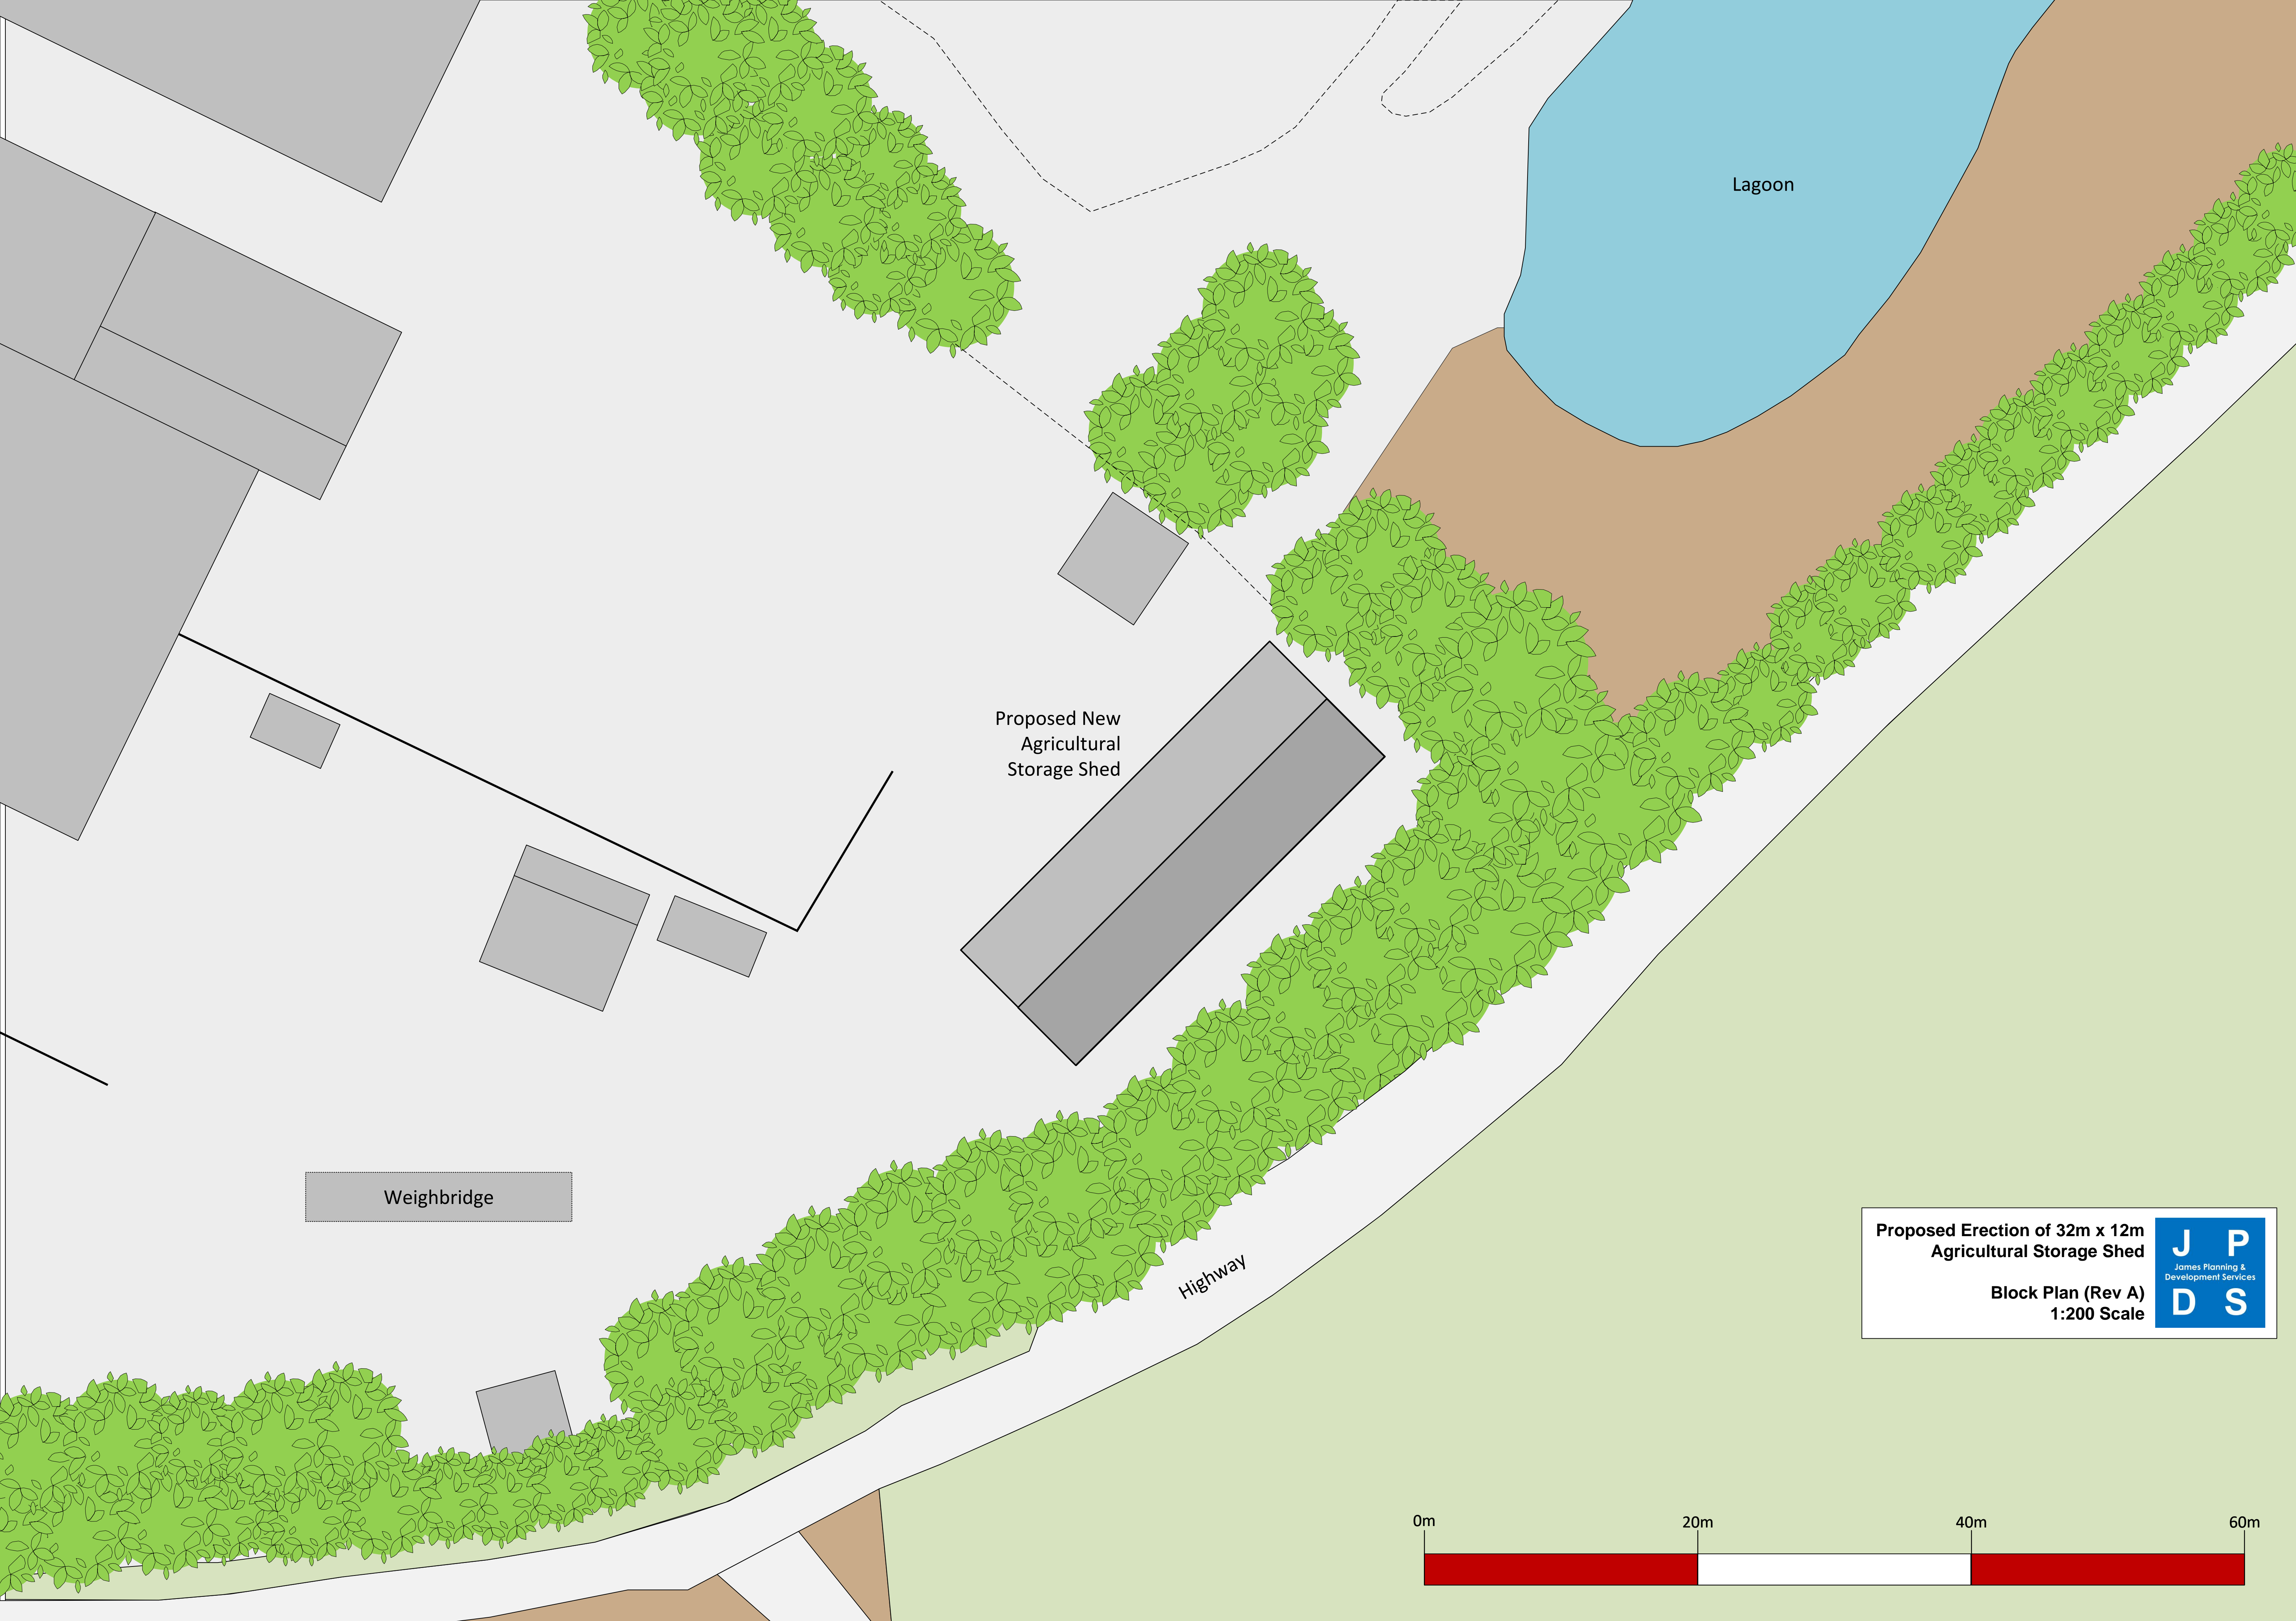 Lagoon
Proposed New
Agricultural
Storage Shed
Weighbridge
Highway
Proposed Erection of 32m x 12m
Agricultural Storage Shed
Block Plan (Rev A)
1:200 Scale
J P
James Planning &
Development Services
D S
0m 20m 40m 60m